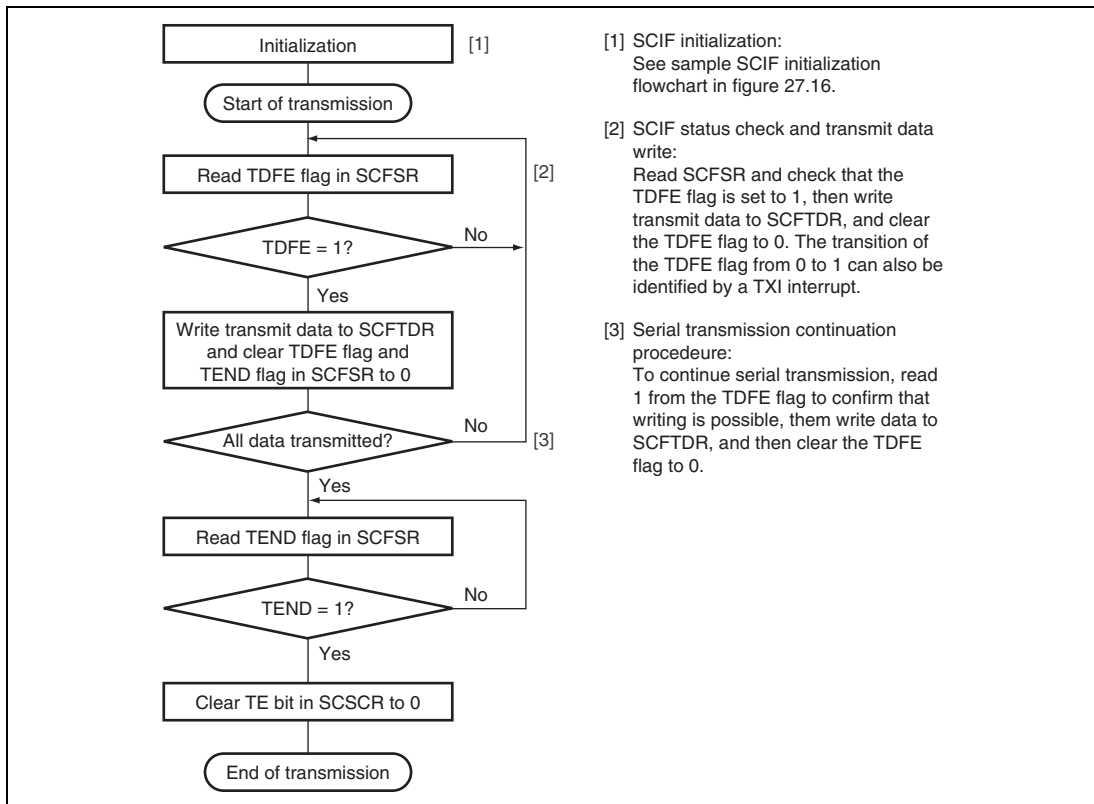 Initialization
[1]
Start of transmission
Read TDFE flag in SCFSR
[2]
TDFE = 1?
No
Yes
Write transmit data to SCFTDR
and clear TDFE flag and
TEND flag in SCFSR to 0
All data transmitted?
No
[3]
Yes
Read TEND flag in SCFSR
TEND = 1?
No
Yes
Clear TE bit in SCSCR to 0
End of transmission
[1] SCIF initialization:
See sample SCIF initialization
flowchart in figure 27.16.
[2] SCIF status check and transmit data
write:
Read SCFSR and check that the
TDFE flag is set to 1, then write
transmit data to SCFTDR, and clear
the TDFE flag to 0. The transition of
the TDFE flag from 0 to 1 can also be
identified by a TXI interrupt.
[3] Serial transmission continuation
procedeure:
To continue serial transmission, read
1 from the TDFE flag to confirm that
writing is possible, them write data to
SCFTDR, and then clear the TDFE
flag to 0.